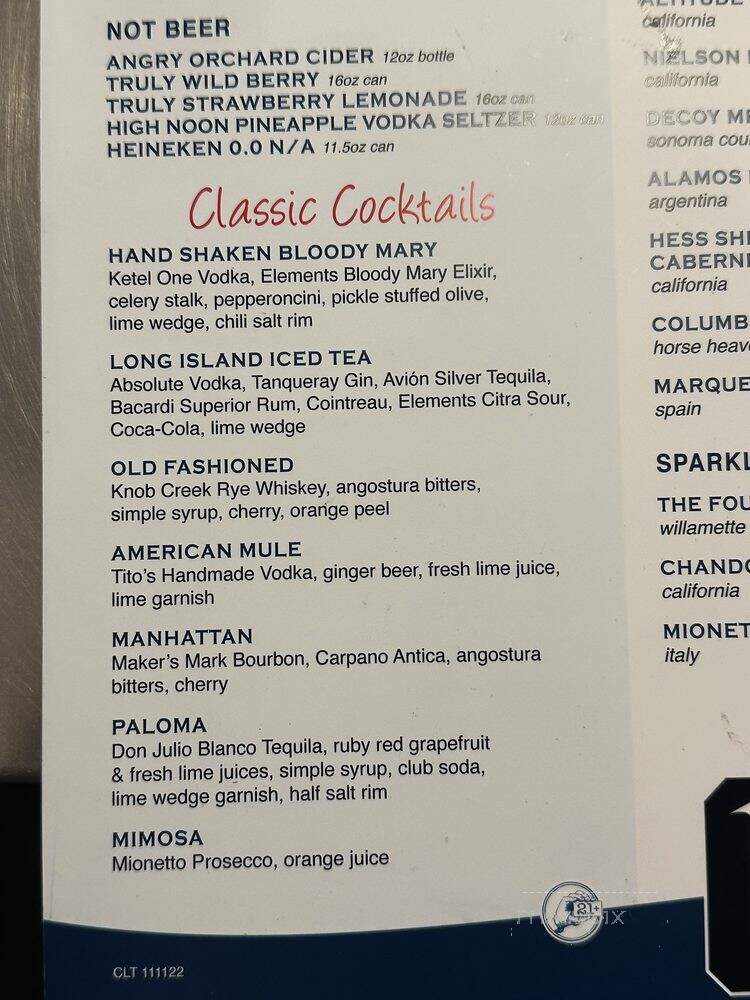 NOT BEER
ANGRY ORCHARD CIDER 12oz bottle
TRULY WILD BERRY 16oz can
TRULY STRAWBERRY LEMONADE 16oz can
HIGH NOON PINEAPPLE VODKA SELTZER 12oz can
HEINEKEN 0.0 N/A 11.5oz can
Classic Cocktails
HAND SHAKEN BLOODY MARY
Ketel One Vodka, Elements Bloody Mary Elixir,
celery stalk, pepperoncini, pickle stuffed olive,
lime wedge, chili salt rim
LONG ISLAND ICED TEA
Absolute Vodka, Tanqueray Gin, Avión Silver Tequila,
Bacardi Superior Rum, Cointreau, Elements Citra Sour,
Coca-Cola, lime wedge
OLD FASHIONED
Knob Creek Rye Whiskey, angostura bitters,
simple syrup, cherry, orange peel
AMERICAN MULE
Tito's Handmade Vodka, ginger beer, fresh lime juice,
lime garnish
MANHATTAN
Maker's Mark Bourbon, Carpano Antica, angostura
bitters, cherry
PALOMA
Don Julio Blanco Tequila, ruby red grapefruit
& fresh lime juices, simple syrup, club soda,
lime wedge garnish, half salt rim
MIMOSA
Mionetto Prosecco, orange juice
21+
CLT 111122
california
NIELSON
california
DECOY
sonoma
ALAMOS
argentina
HESS
california
horse
spain
THE
willamette
california
italy